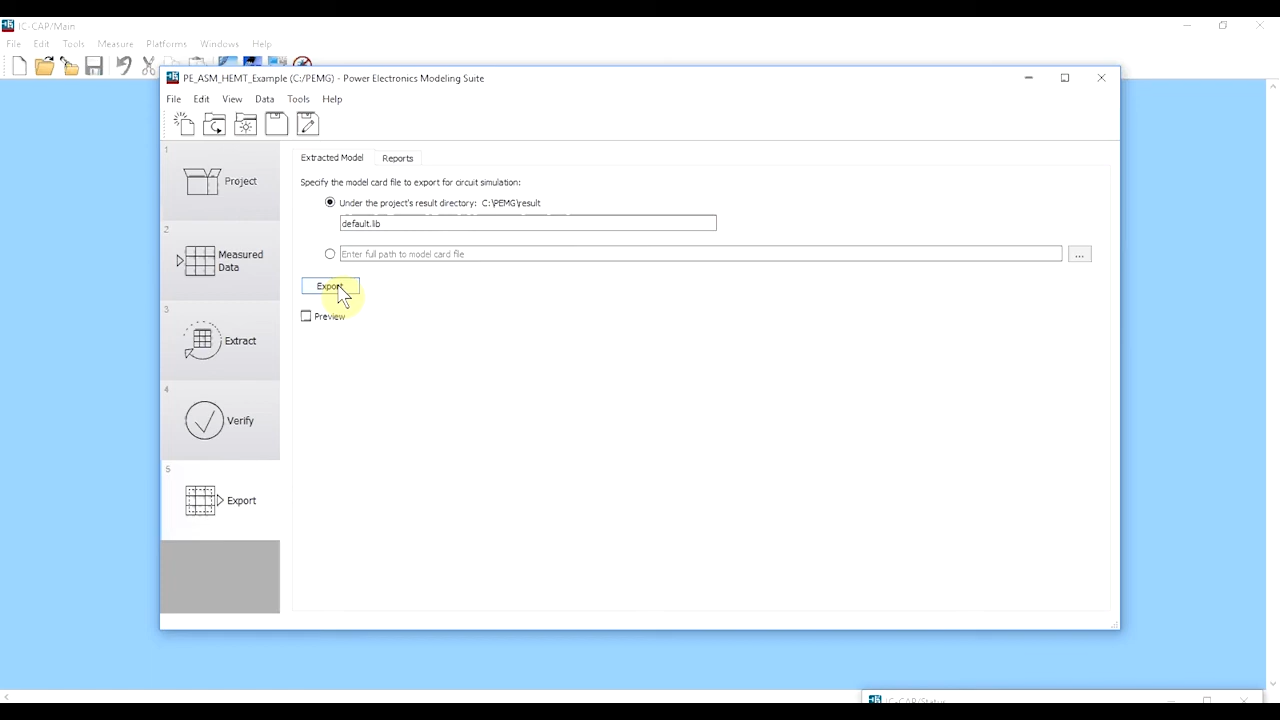 IC-CAP/Main
File Edit Tools Measure Platforms Windows Help
PE_ASM_HEMT_Example (C:/PEMG) - Power Electronics Modeling Suite
File Edit View Data Tools Help
1
Project
2
Measured
Data
3
Extract
4
Verify
5
Export
Extracted Model Reports
Specify the model card file to export for circuit simulation:
Under the project's result directory: C:\PEMG\result
default.lib
Enter full path to model card file ...
Export
Preview
IC-CAP/Status